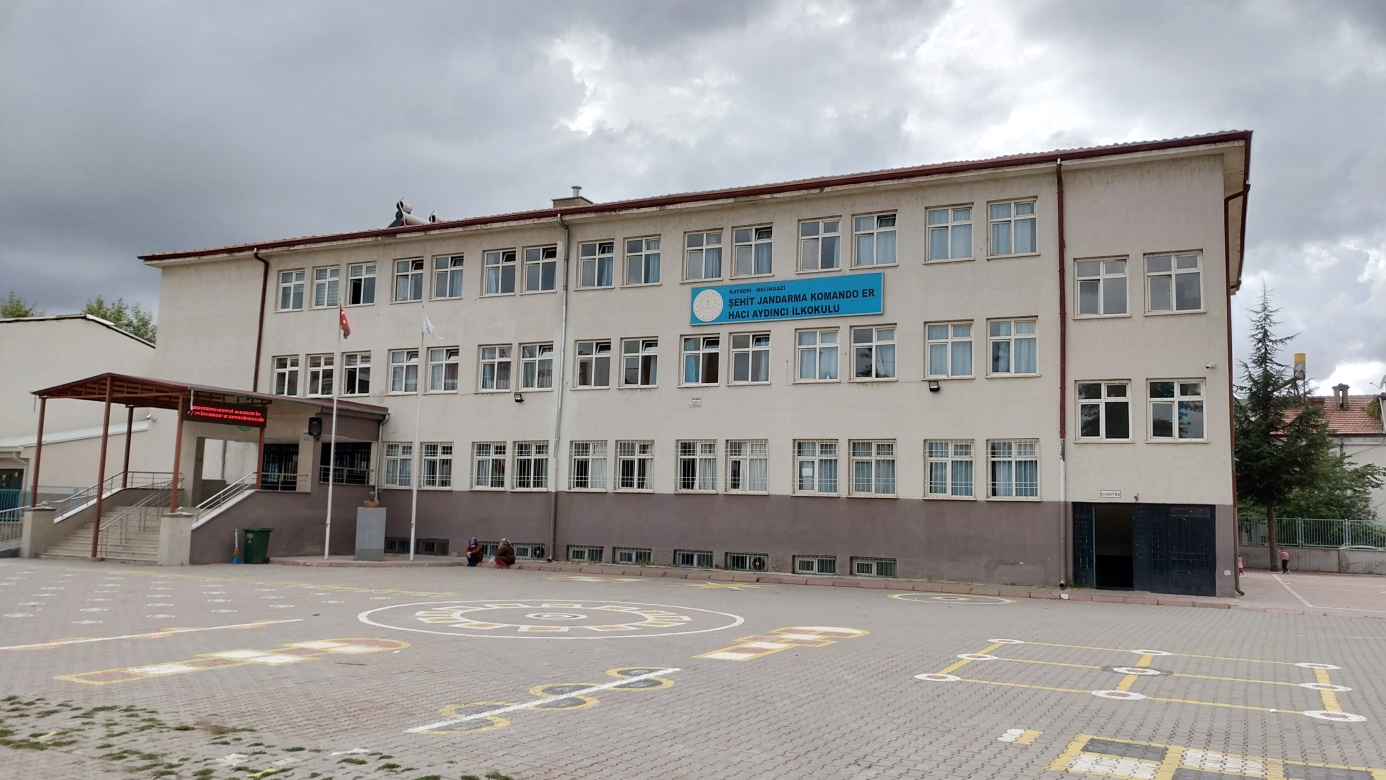 KAYSERİ - MELİKGAZİ
ŞEHİT JANDARMA KOMANDO ER
HACI AYDINCI İLKOKULU
KANTİN